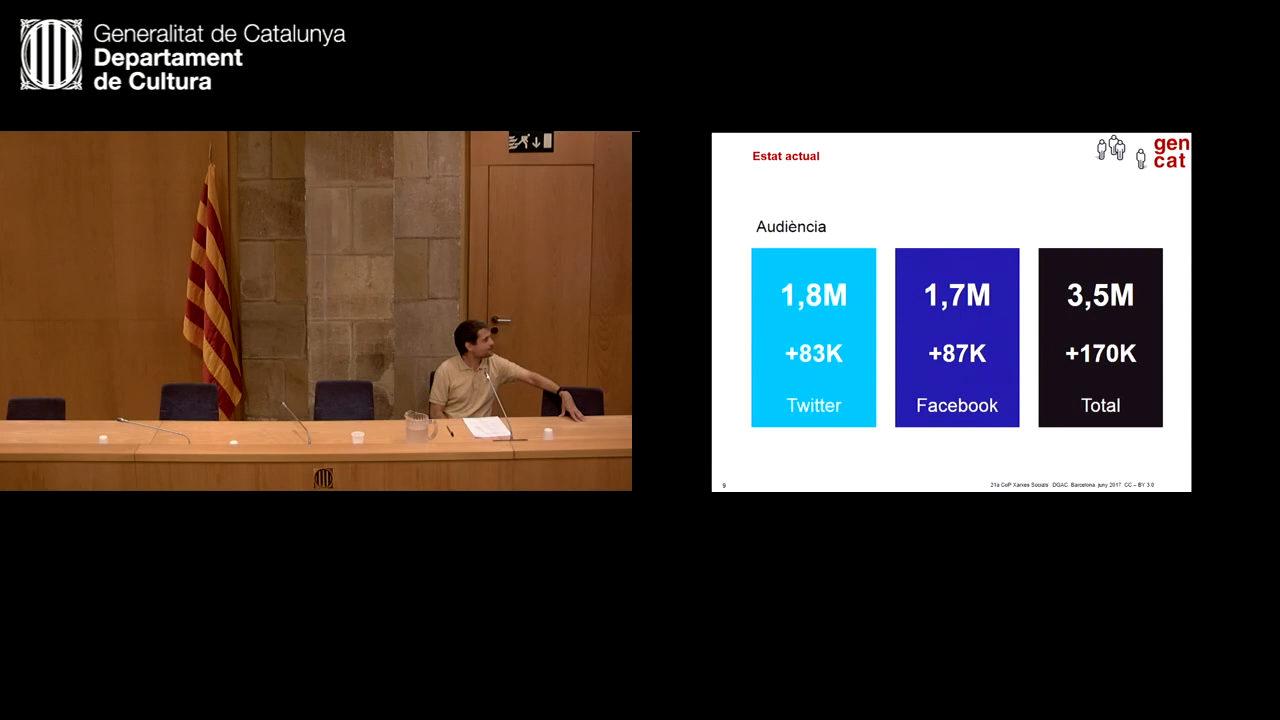 Generalitat de Catalunya
Departament
de Cultura
Estat actual
gen
cat
Audiència
1,8M
+83K
Twitter
1,7M
+87K
Facebook
3,5M
+170K
Total
9
21a CoP Xarxes Socials DGAC. Barcelona, juny 2017 CC – BY 3.0